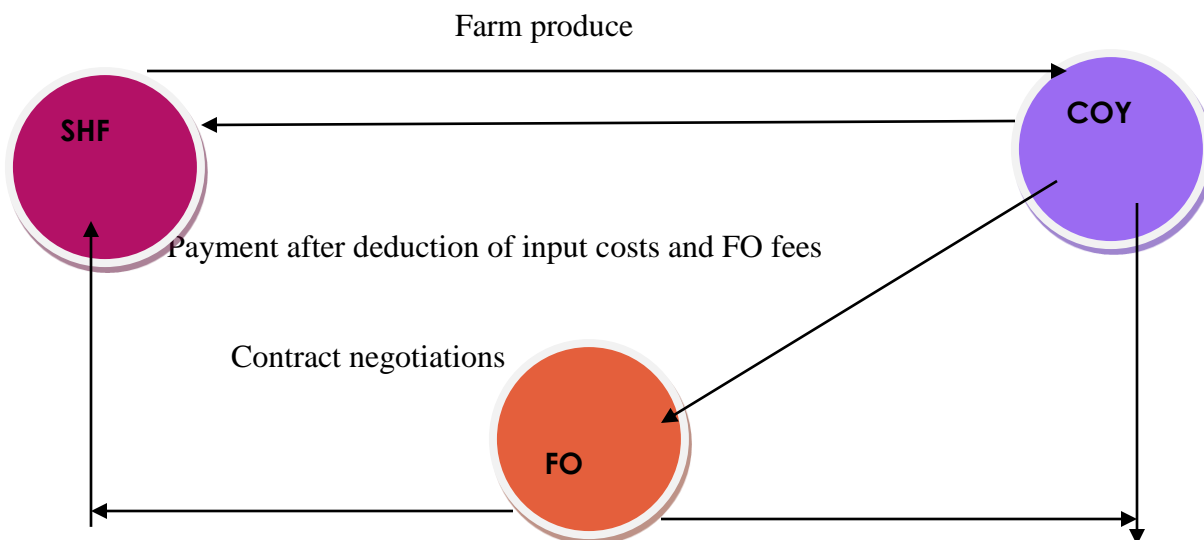 Farm produce
SHF
COY
Payment after deduction of input costs and FO fees
Contract negotiations
FO